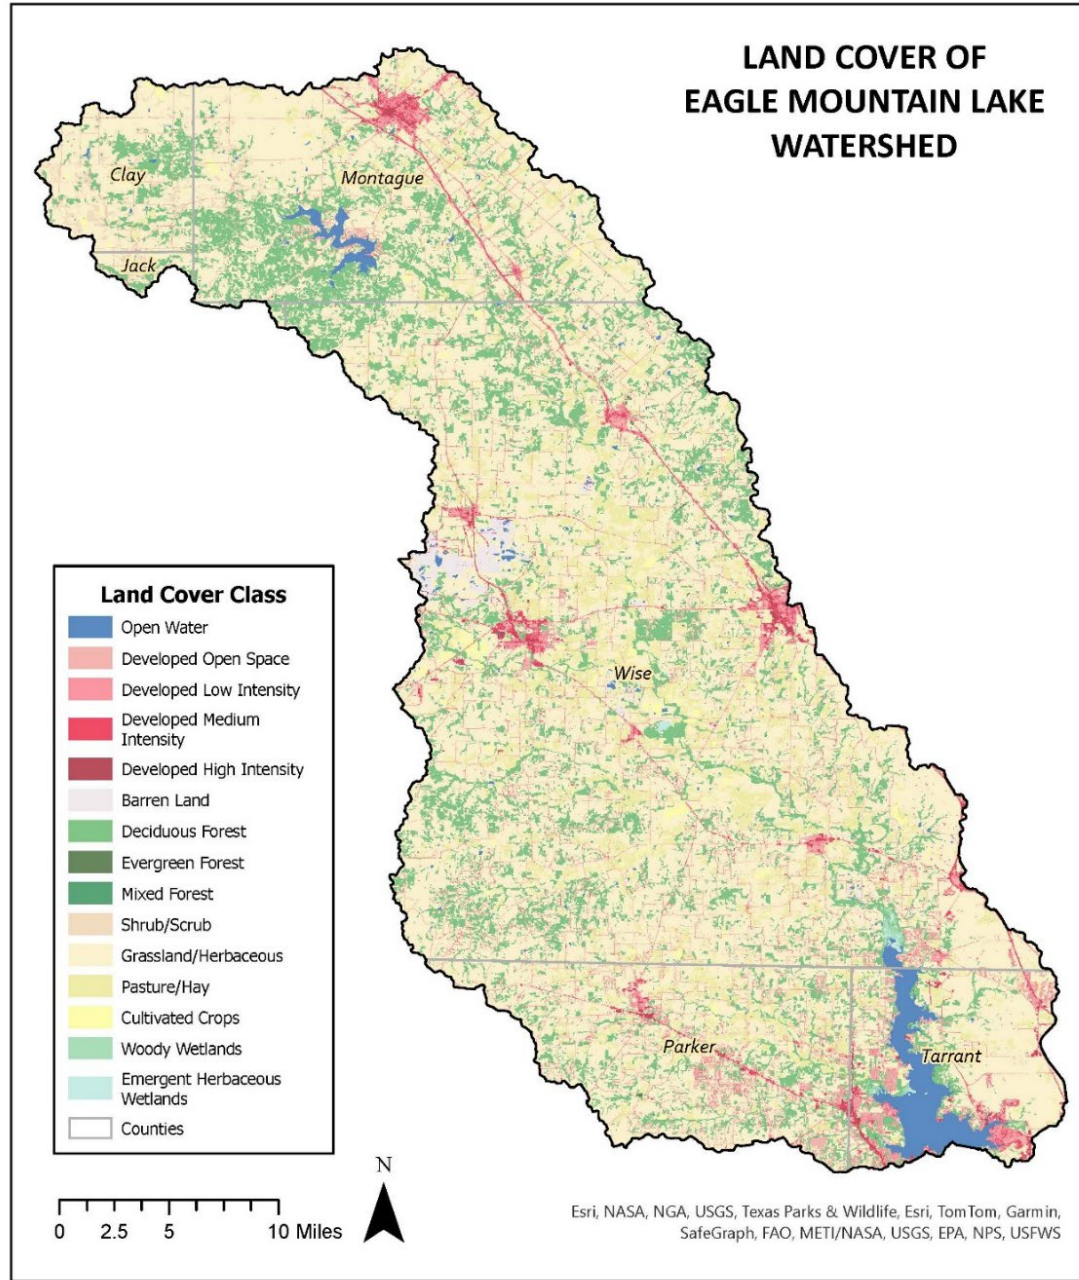 LAND COVER OF
EAGLE MOUNTAIN LAKE
WATERSHED
Clay
Montague
Jack
Wise
Parker
Tarrant
Land Cover Class
Open Water
Developed Open Space
Developed Low Intensity
Developed Medium
Intensity
Developed High Intensity
Barren Land
Deciduous Forest
Evergreen Forest
Mixed Forest
Shrub/Scrub
Grassland/Herbaceous
Pasture/Hay
Cultivated Crops
Woody Wetlands
Emergent Herbaceous
Wetlands
Counties
N
0 2.5 5 10 Miles
Esri, NASA, NGA, USGS, Texas Parks & Wildlife, Esri, TomTom, Garmin,
SafeGraph, FAO, METI/NASA, USGS, EPA, NPS, USFWS